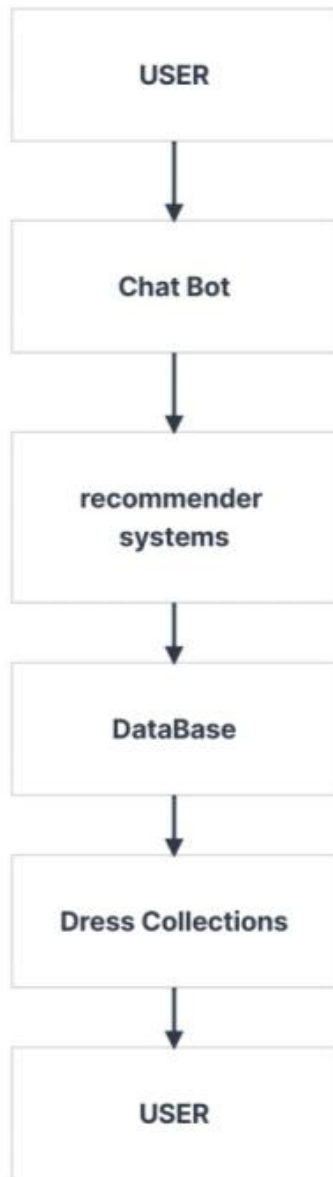 USER
Chat Bot
recommender
systems
DataBase
Dress Collections
USER